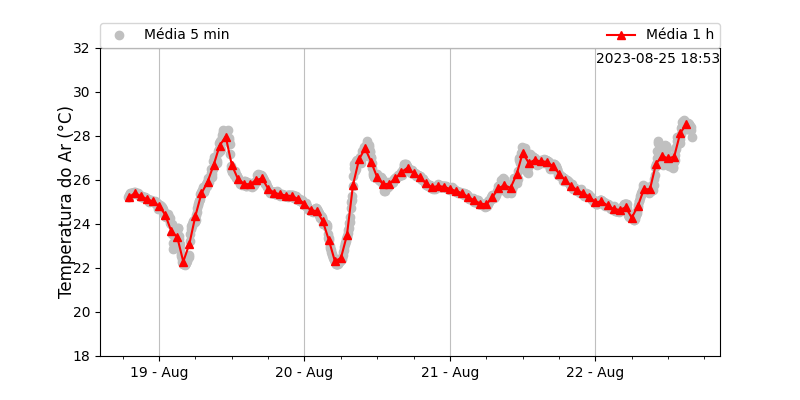 Média 5 min
Média 1 h
2023-08-25 18:53
Temperatura do Ar (°C)
32
30
28
26
24
22
20
18
19 - Aug
20 - Aug
21 - Aug
22 - Aug